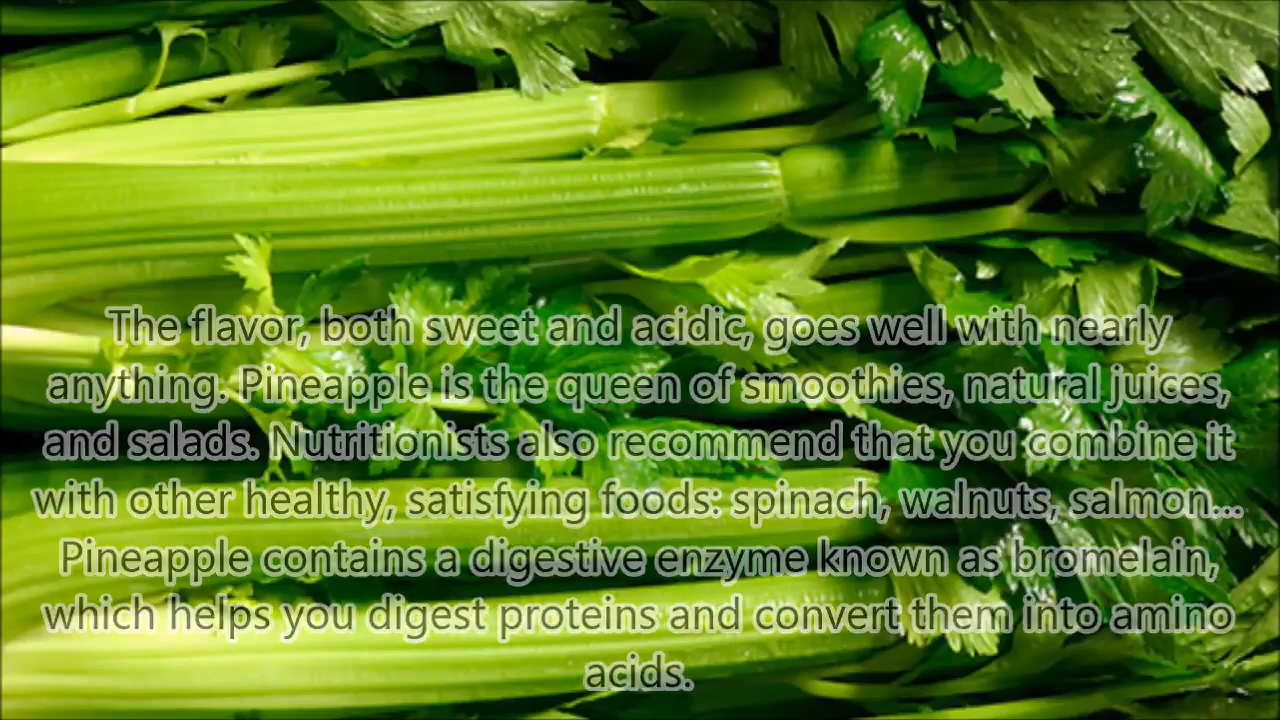 The flavor, both sweet and acidic, goes well with nearly
anything. Pineapple is the queen of smoothies, natural juices,
and salads. Nutritionists also recommend that you combine it
with other healthy, satisfying foods: spinach, walnuts, salmon...
Pineapple contains a digestive enzyme known as bromelain,
which helps you digest proteins and convert them into amino
acids.